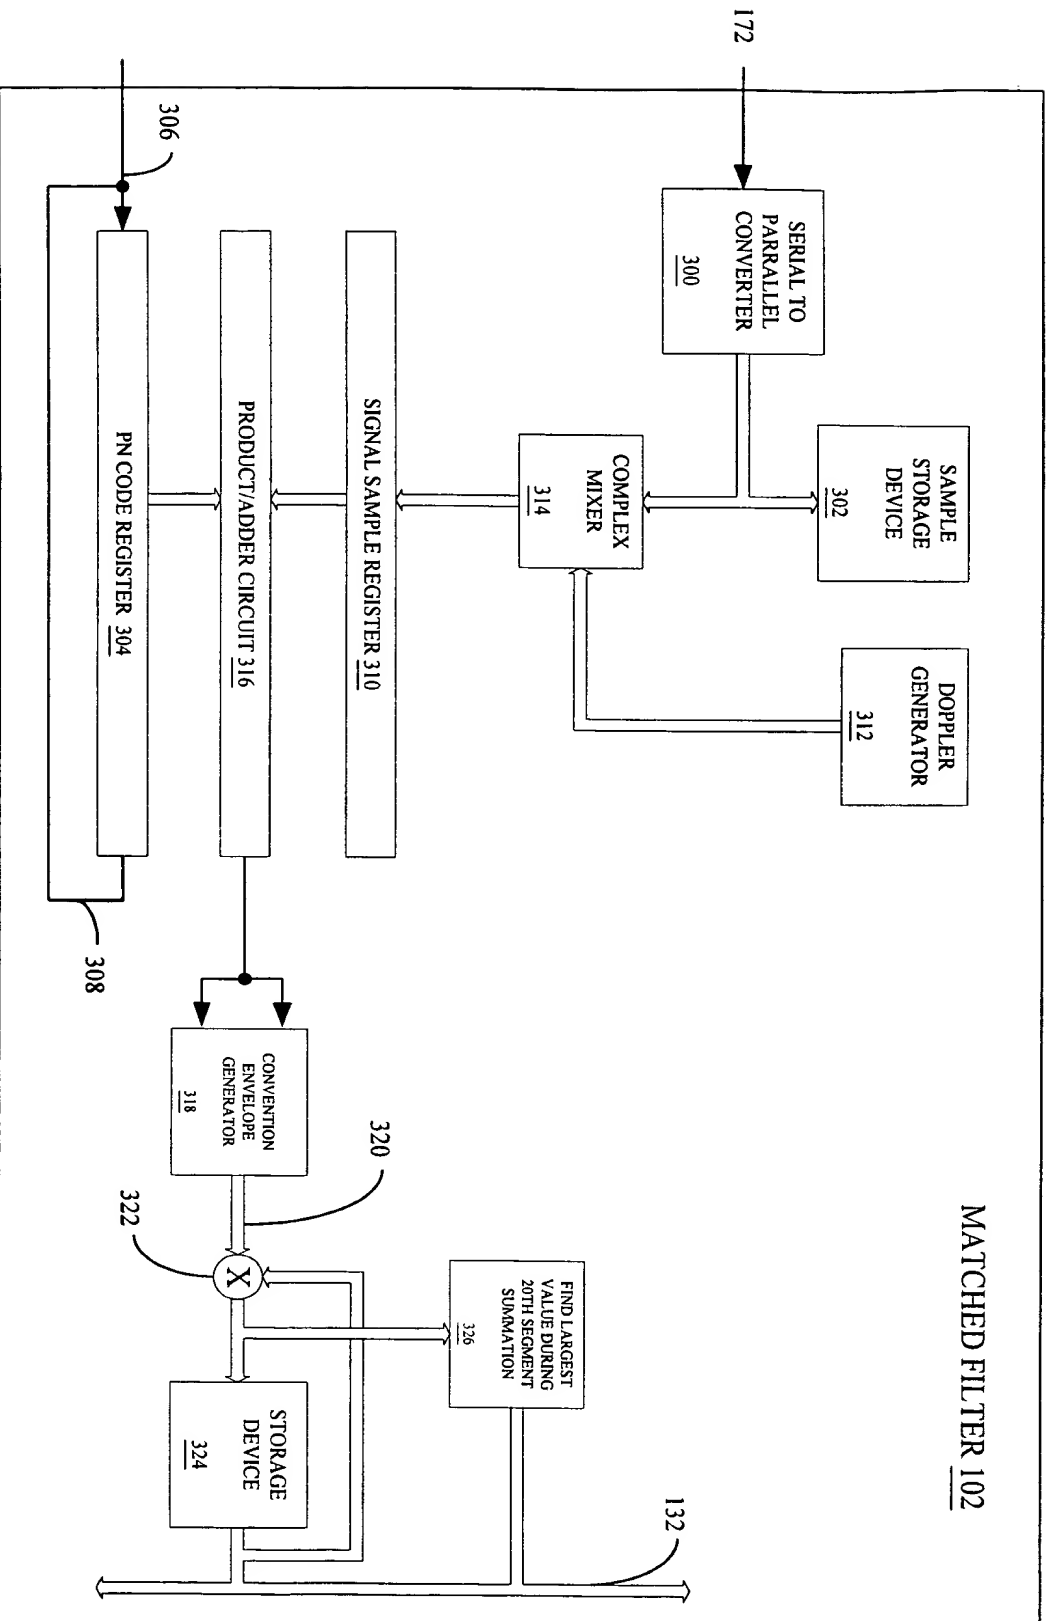 MATCHED FILTER 102
172
SERIAL TO
PARRALLEL
CONVERTER
300
SAMPLE
STORAGE
DEVICE
302
DOPPLER
GENERATOR
312
COMPLEX
MIXER
314
SIGNAL SAMPLE REGISTER 310
PRODUCT/ADDER CIRCUIT 316
PN CODE REGISTER 304
306
308
CONVENTION
ENVELOPE
GENERATOR
318
320
322
X
FIND LARGEST
VALUE DURING
20TH SEGMENT
SUMMATION
326
STORAGE
DEVICE
324
132